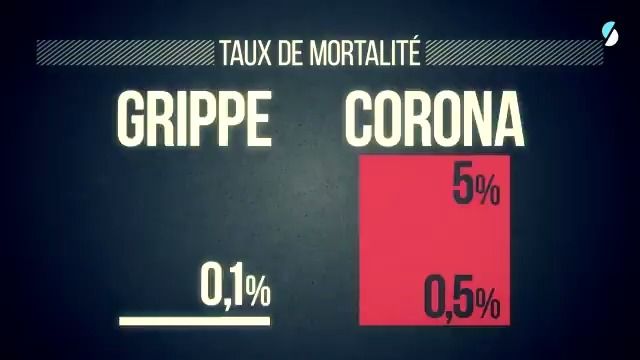 TAUX DE MORTALITÉ
GRIPPE
CORONA
5%
0,1%
0,5%